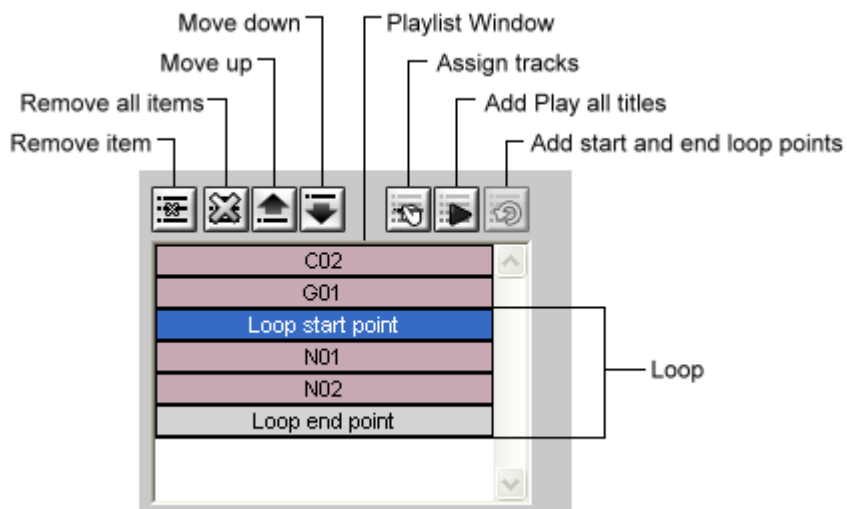 Move down
Playlist Window
Move up
Assign tracks
Remove all items
Add Play all titles
Remove item
Add start and end loop points
C02
G01
Loop start point
N01
N02
Loop end point
Loop